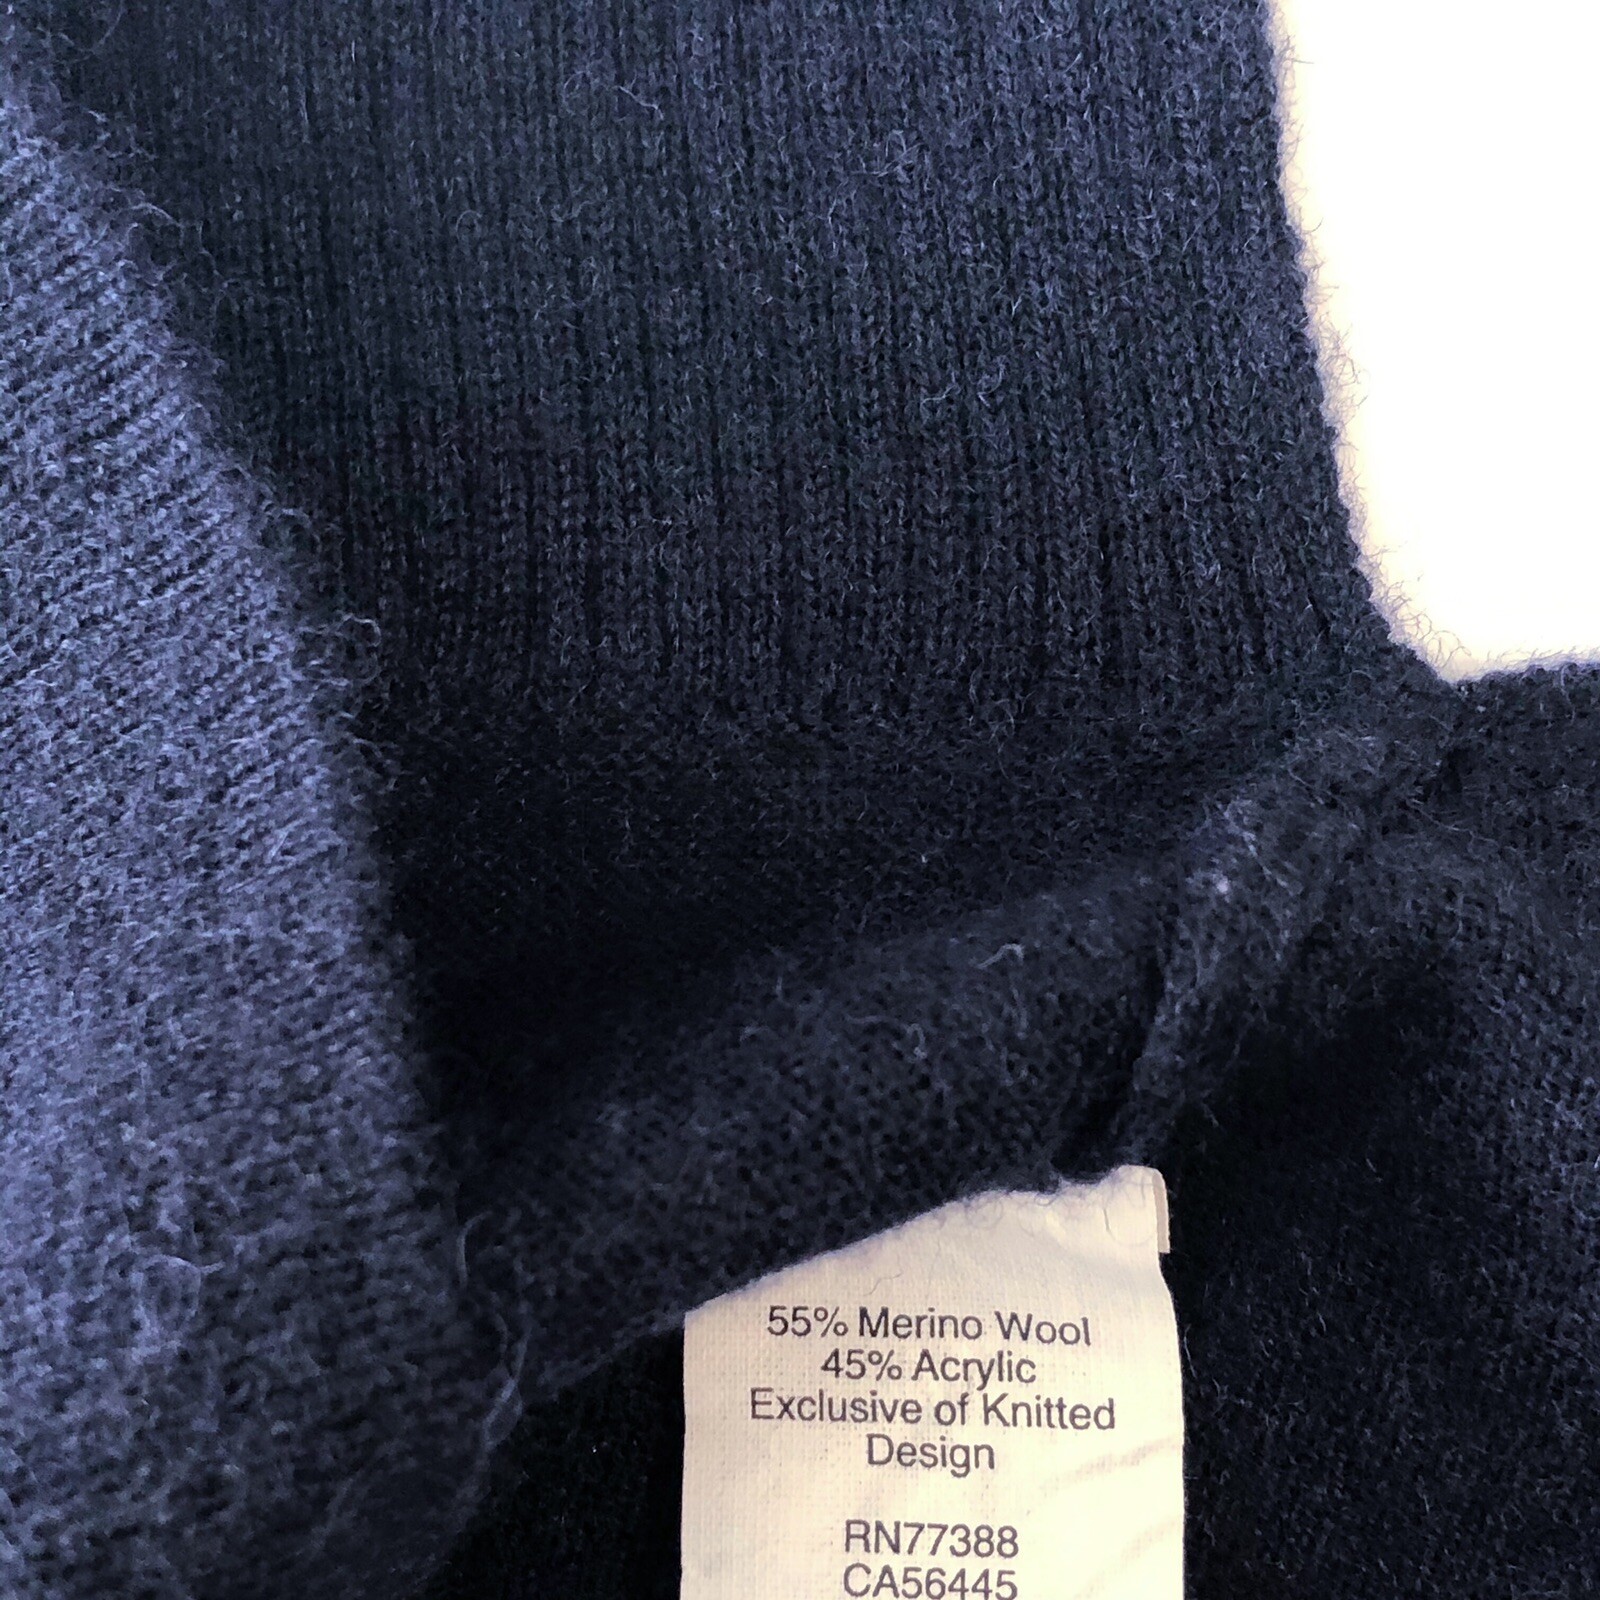 55% Merino Wool
45% Acrylic
Exclusive of Knitted
Design
RN77388
CA56445